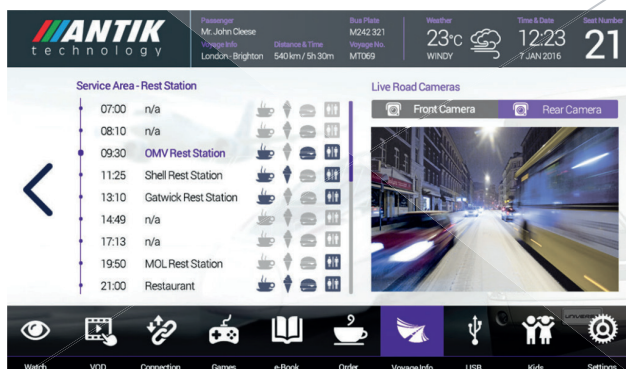 ANTIK
technology
Passenger
Mr. John Cleese
Voyage Info
London - Brighton
Distance & Time
540 km / 5h 30m
Bus Plate
M242 321
Voyage No.
MT069
Weather
23°C
WINDY
Time & Date
12:23
7 JAN 2016
Seat Number
21
Service Area - Rest Station
07:00 n/a
08:10 n/a
09:30 OMV Rest Station
11:25 Shell Rest Station
13:10 Gatwick Rest Station
14:49 n/a
17:13 n/a
19:50 MOL Rest Station
21:00 Restaurant
Live Road Cameras
Front Camera
Rear Camera
Watch
VOD
Connection
Games
e-Book
Order
Voyage Info
USB
Kids
Settings